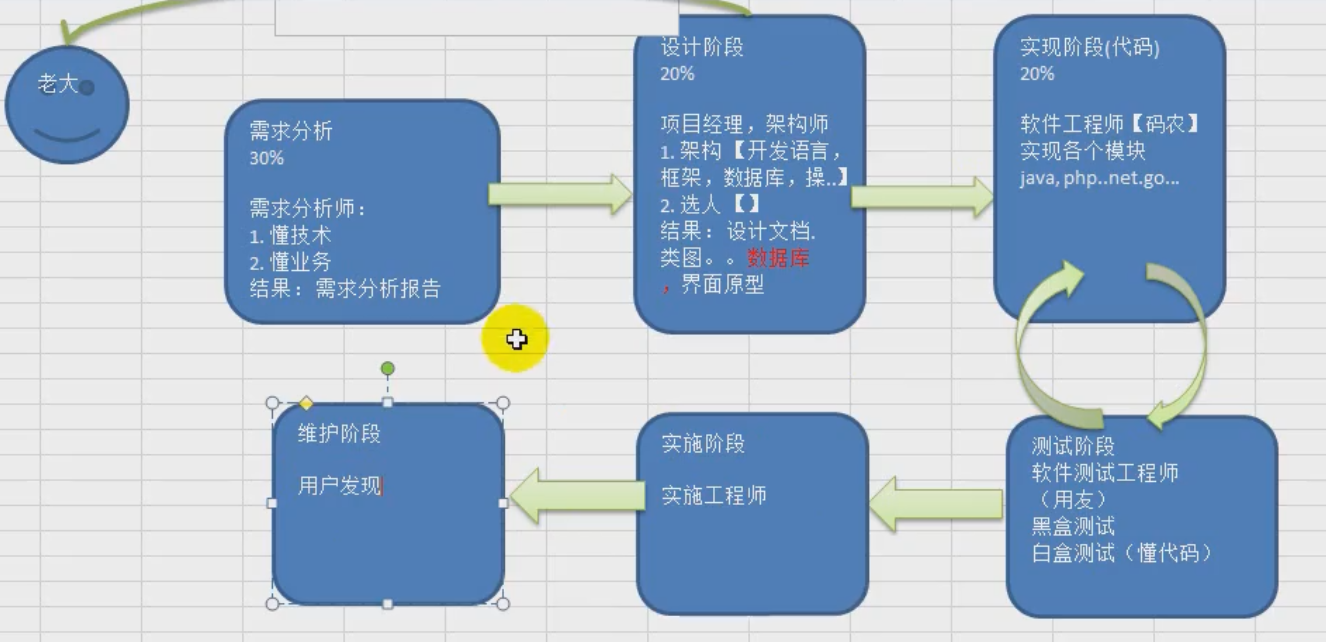 老大
需求分析
30%
需求分析师：
1. 懂技术
2. 懂业务
结果：需求分析报告
设计阶段
20%
项目经理，架构师
1. 架构【开发语言，
框架，数据库，操..】
2. 选人【】
结果：设计文档.
类图。。数据库
，界面原型
实现阶段(代码)
20%
软件工程师【码农】
实现各个模块
java, php..net.go...
测试阶段
软件测试工程师
（用友）
黑盒测试
白盒测试（懂代码）
实施阶段
实施工程师
维护阶段
用户发现